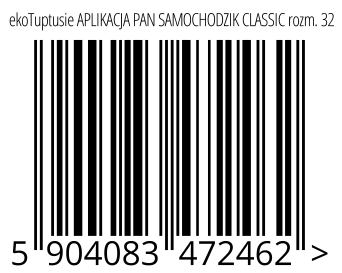 ekoTuptusie APLIKACJA PAN SAMOCHODZIK CLASSIC rozm. 32
5 904083 472462 >